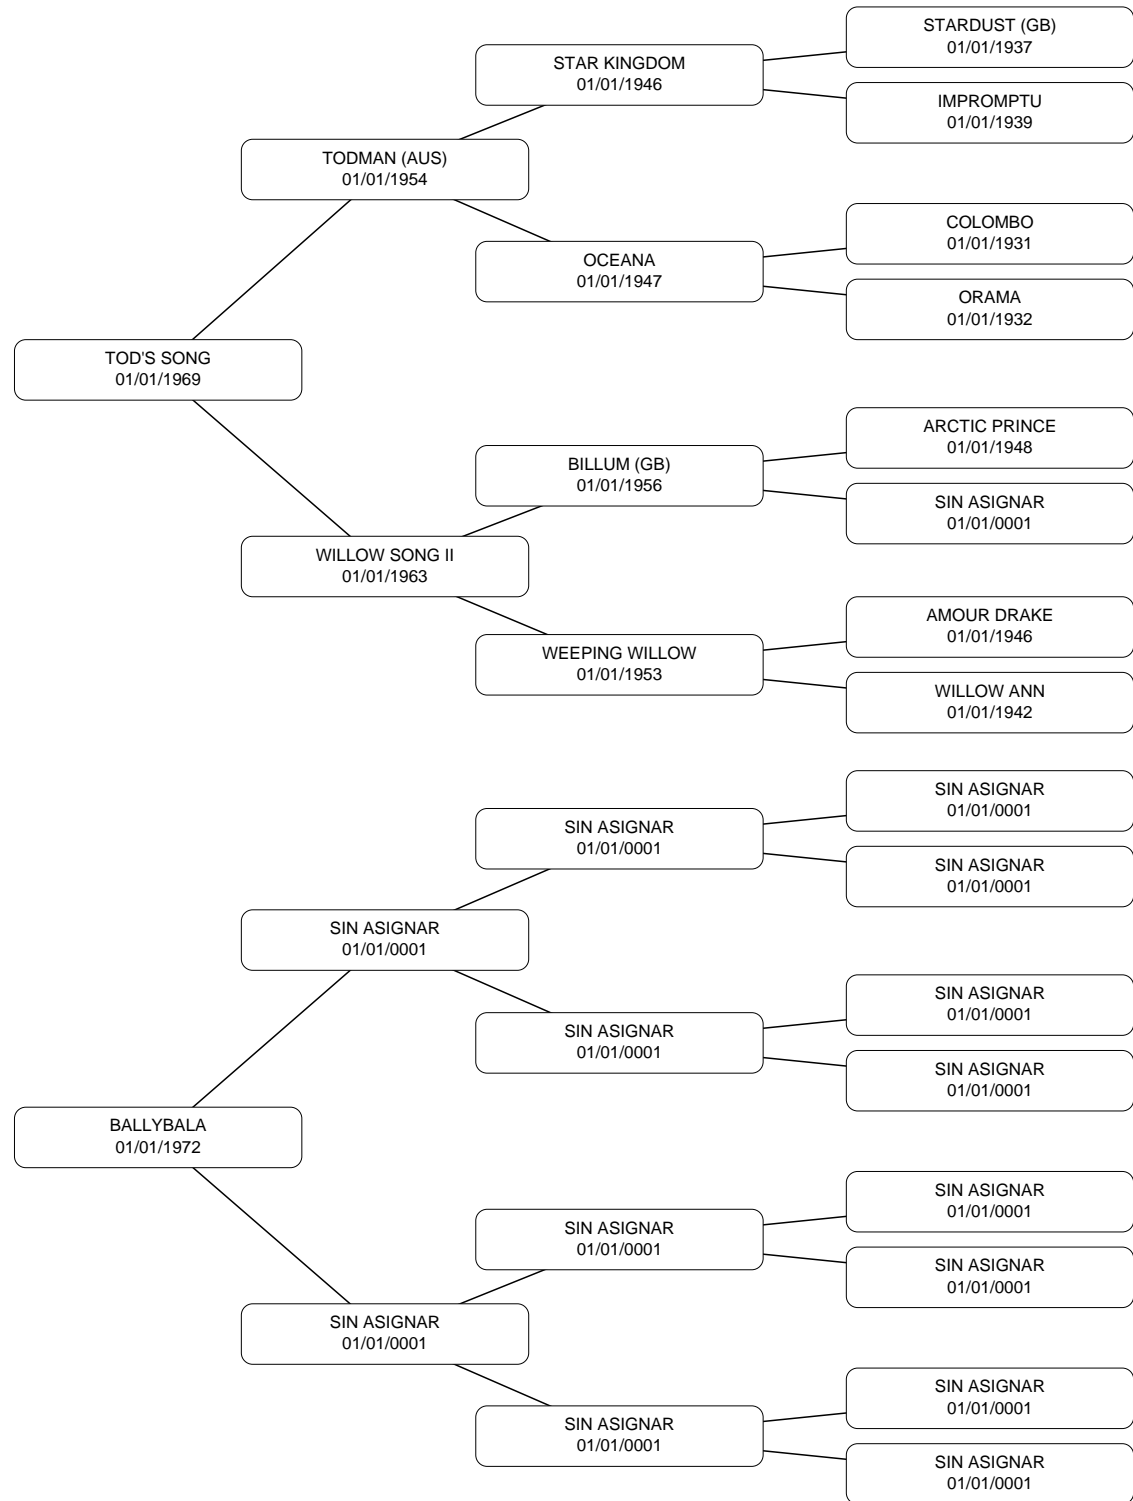 STARDUST (GB)
01/01/1937
STAR KINGDOM
01/01/1946
IMPROMPTU
01/01/1939
TODMAN (AUS)
01/01/1954
COLOMBO
01/01/1931
OCEANA
01/01/1947
ORAMA
01/01/1932
TOD'S SONG
01/01/1969
ARCTIC PRINCE
01/01/1948
BILLUM (GB)
01/01/1956
SIN ASIGNAR
01/01/0001
WILLOW SONG II
01/01/1963
AMOUR DRAKE
01/01/1946
WEEPING WILLOW
01/01/1953
WILLOW ANN
01/01/1942
SIN ASIGNAR
01/01/0001
SIN ASIGNAR
01/01/0001
SIN ASIGNAR
01/01/0001
SIN ASIGNAR
01/01/0001
SIN ASIGNAR
01/01/0001
SIN ASIGNAR
01/01/0001
SIN ASIGNAR
01/01/0001
BALLYBALA
01/01/1972
SIN ASIGNAR
01/01/0001
SIN ASIGNAR
01/01/0001
SIN ASIGNAR
01/01/0001
SIN ASIGNAR
01/01/0001
SIN ASIGNAR
01/01/0001
SIN ASIGNAR
01/01/0001
SIN ASIGNAR
01/01/0001